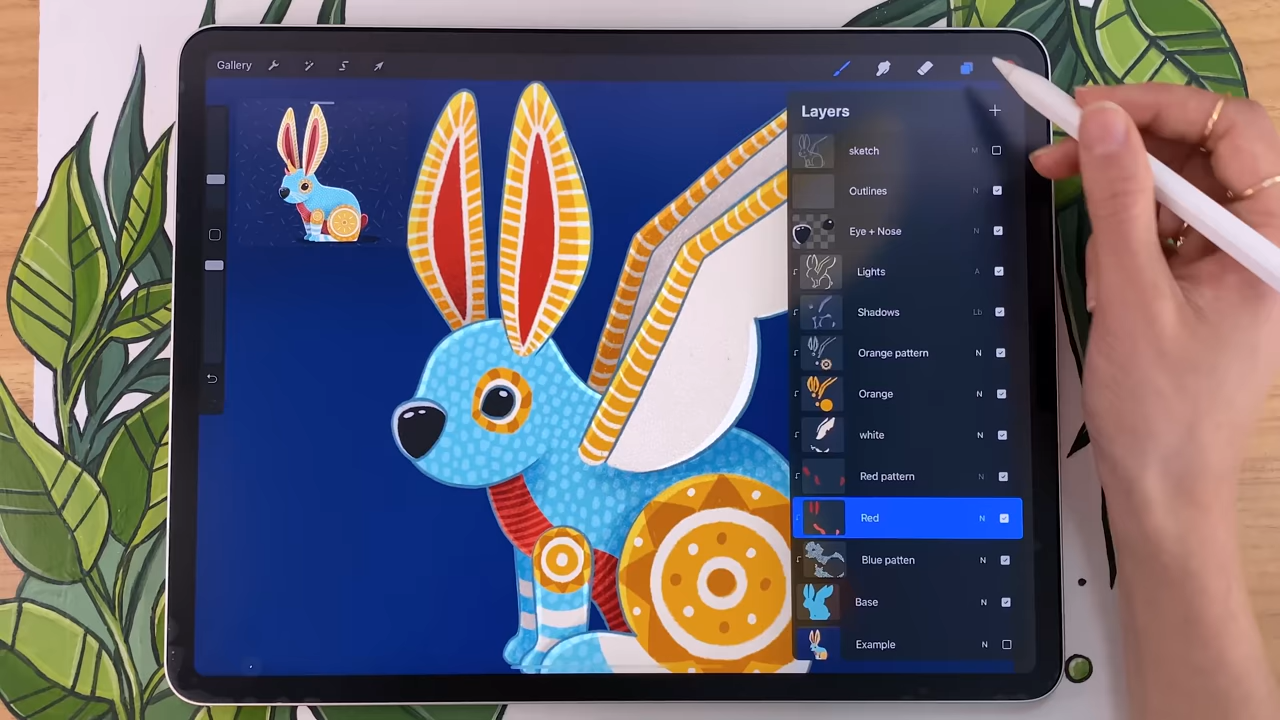 Gallery
Layers
sketch M
Outlines N
Eye + Nose N
Lights A
Shadows Lb
Orange pattern N
Orange N
white N
Red pattern N
Red N
Blue patten N
Base N
Example N